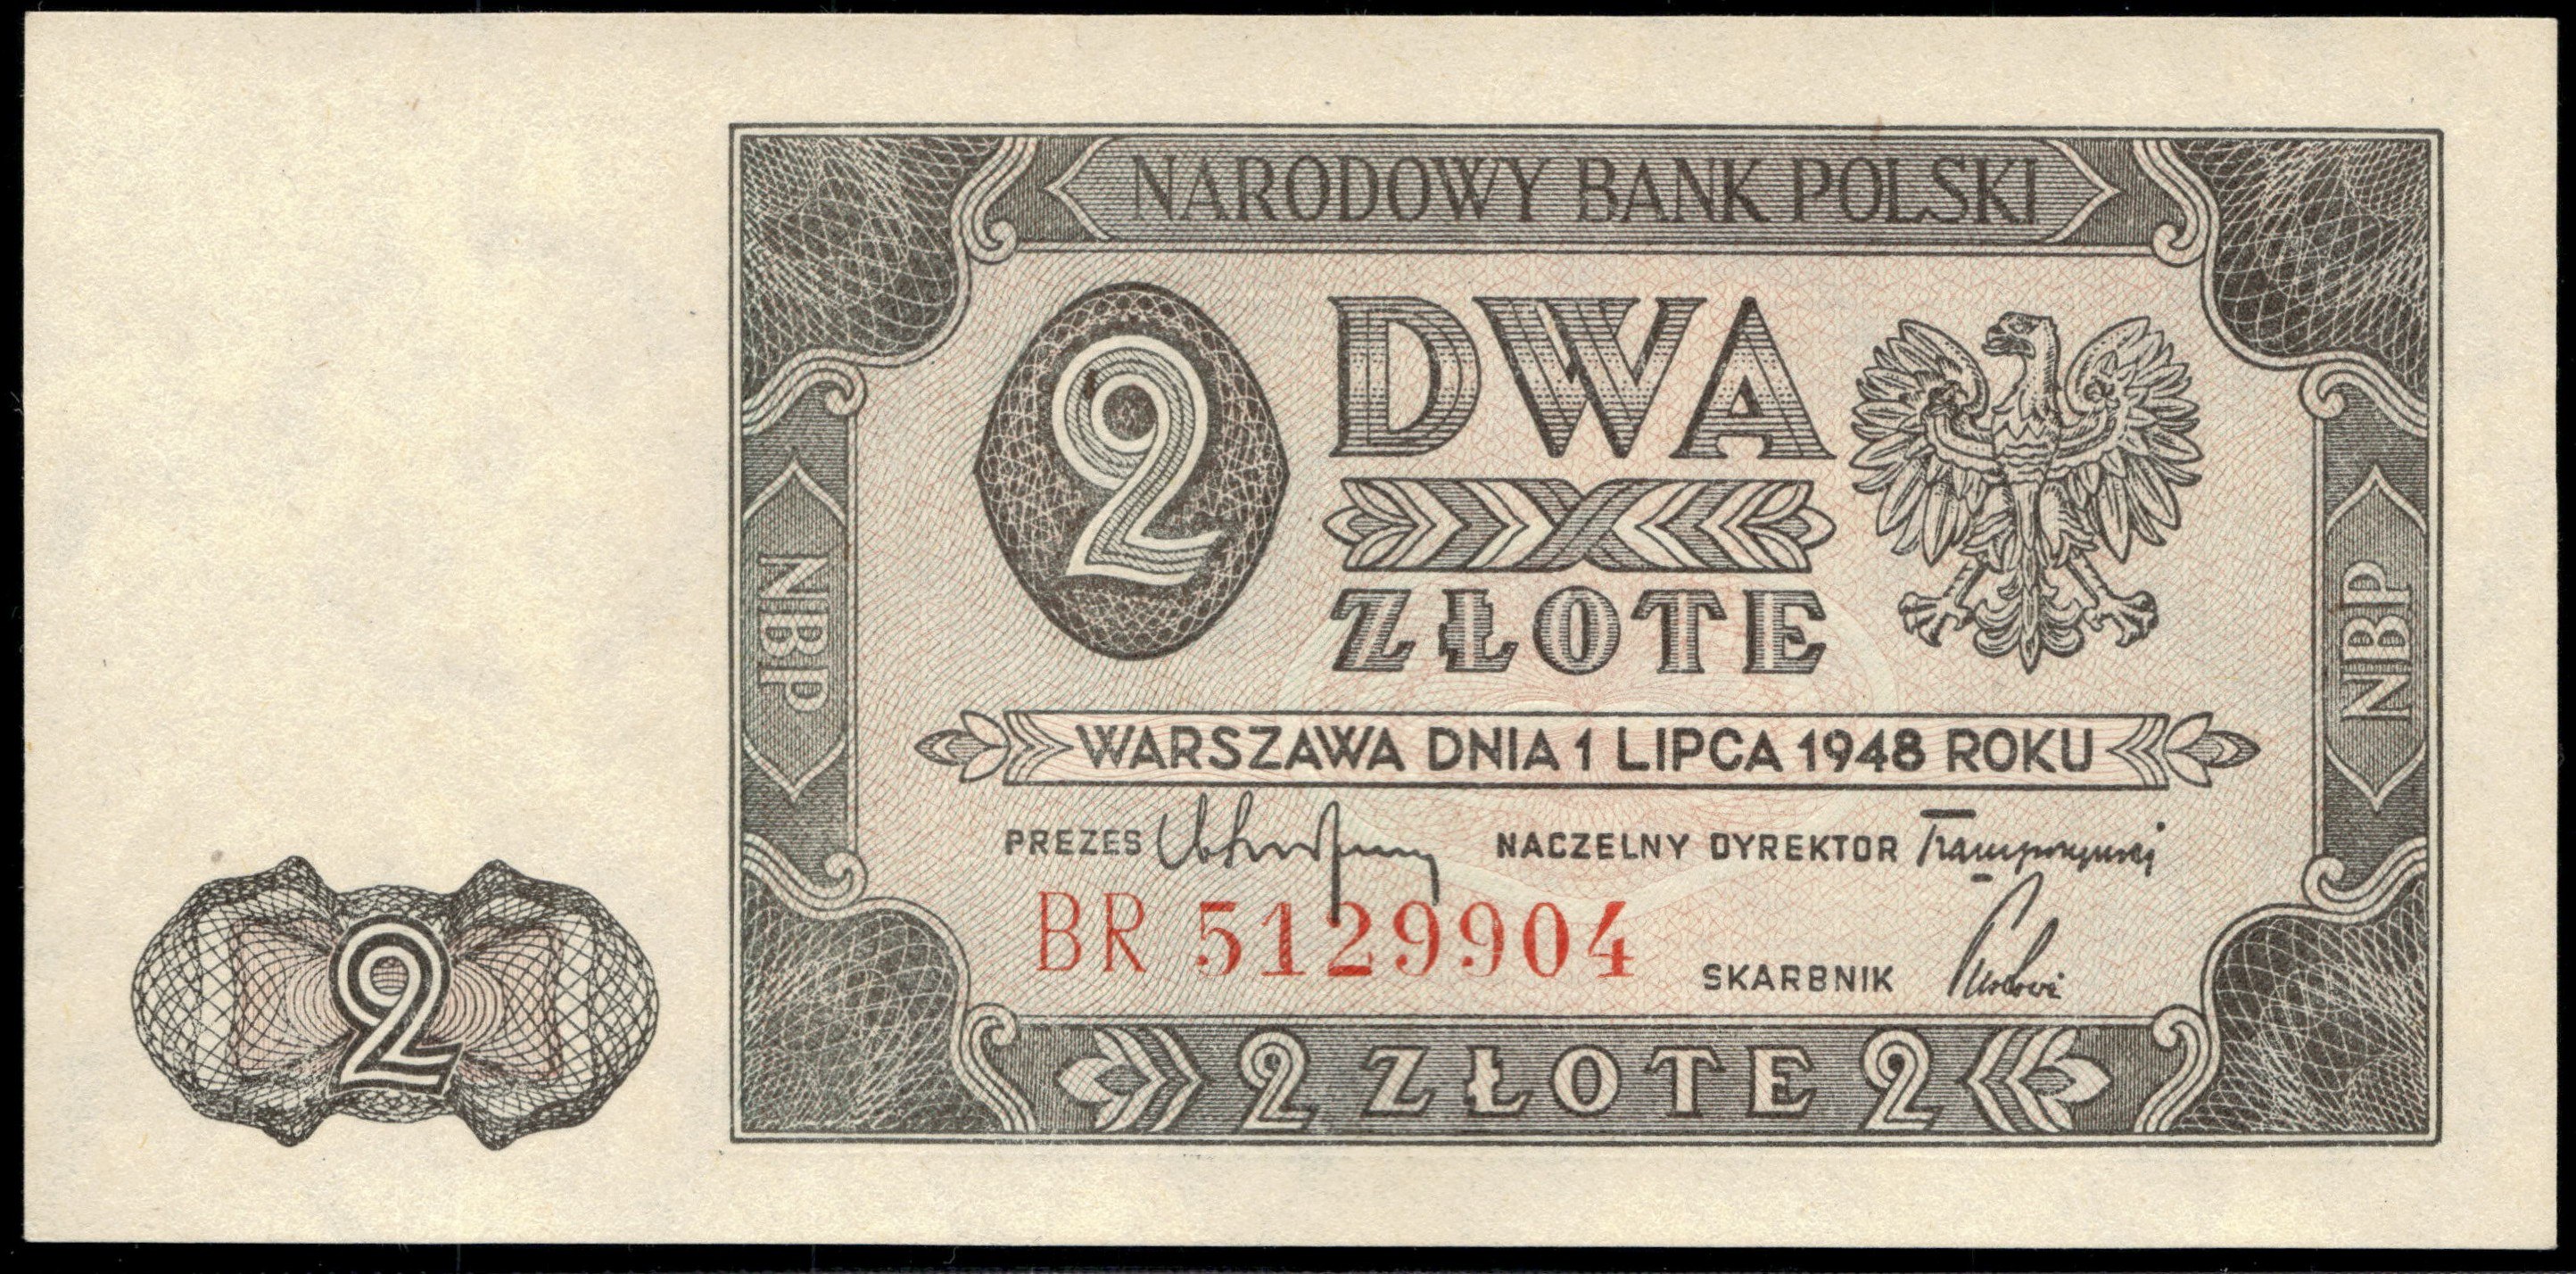 NARODOWY BANK POLSKI
2
DWA
ZŁOTE
NBP
NBP
WARSZAWA DNIA 1 LIPCA 1948 ROKU
PREZES
NACZELNY DYREKTOR
BR 5129904
SKARBNIK
2
2 ZŁOTE 2